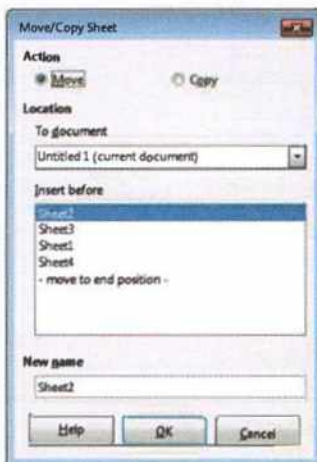 Move/Copy Sheet
Action
Move Copy
Location
To document
Untitled 1 (current document)
Insert before
Sheet2
Sheet3
Sheet1
Sheet4
- move to end position -
New name
Sheet2
Help OK Cancel